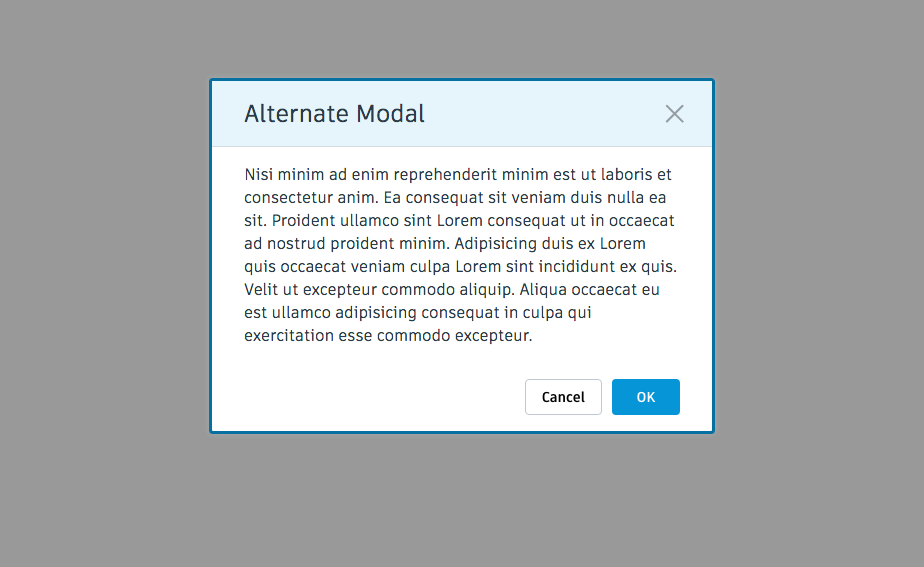 Alternate Modal
Nisi minim ad enim reprehenderit minim est ut laboris et
consectetur anim. Ea consequat sit veniam duis nulla ea
sit. Proident ullamco sint Lorem consequat ut in occaecat
ad nostrud proident minim. Adipisicing duis ex Lorem
quis occaecat veniam culpa Lorem sint incididunt ex quis.
Velit ut excepteur commodo aliquip. Aliqua occaecat eu
est ullamco adipisicing consequat in culpa qui
exercitation esse commodo excepteur.
Cancel
OK